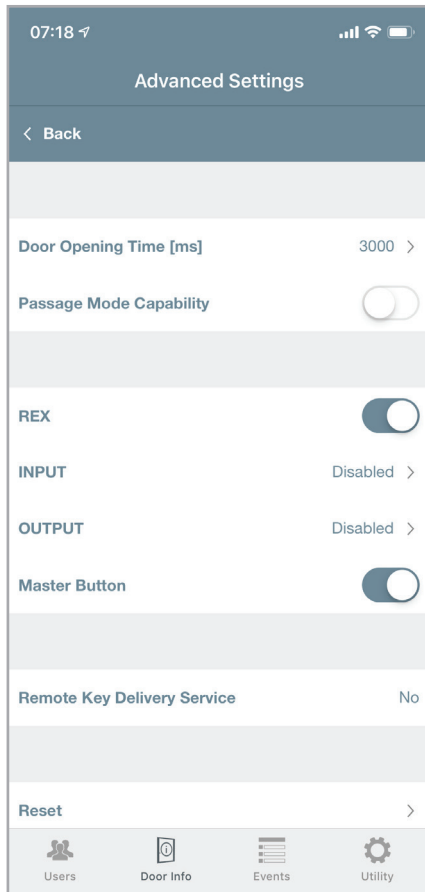 07:18
Advanced Settings
Back
Door Opening Time [ms] 3000
Passage Mode Capability
REX
INPUT Disabled
OUTPUT Disabled
Master Button
Remote Key Delivery Service No
Reset
Users Door Info Events Utility